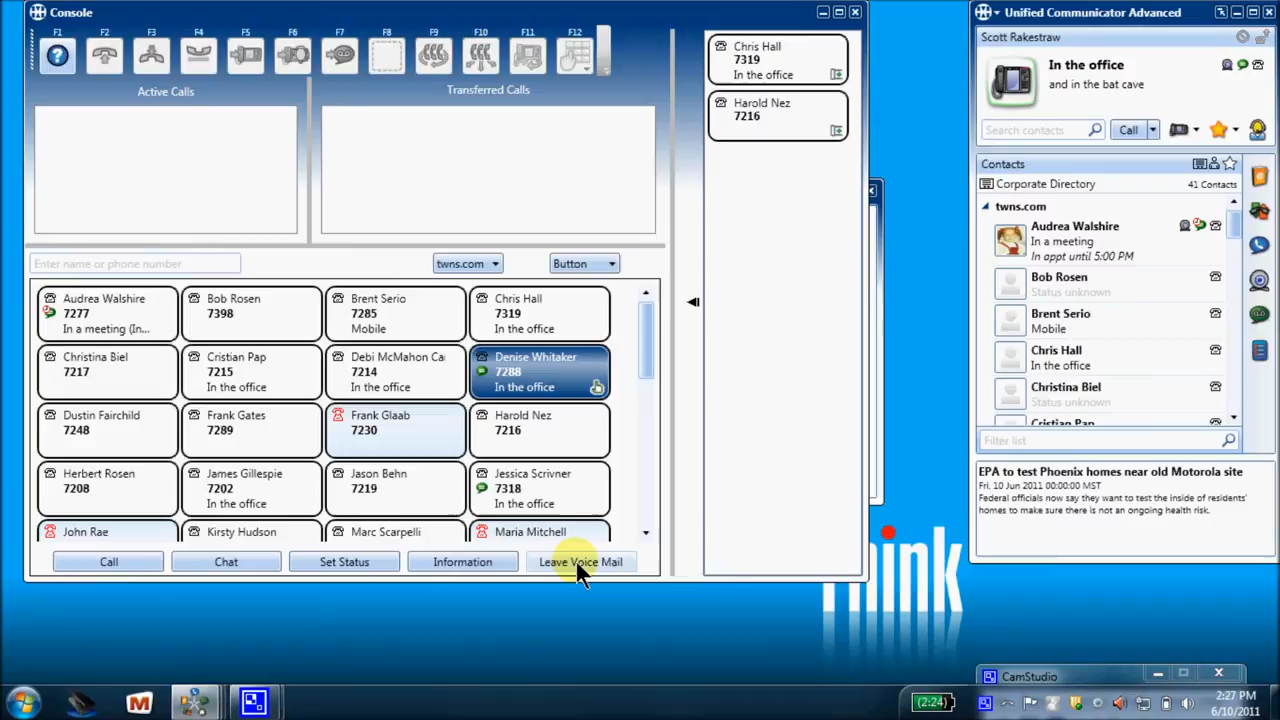 Console
F1 F2 F3 F4 F5 F6 F7 F8 F9 F10 F11 F12
Active Calls
Transferred Calls
Enter name or phone number
twns.com
Button
Audrea Walshire
7277
In a meeting (In...
Bob Rosen
7398
Brent Serio
7285
Mobile
Chris Hall
7319
In the office
Christina Biel
7217
Cristian Pap
7215
In the office
Debi McMahon Ca
7214
In the office
Denise Whitaker
7288
In the office
Dustin Fairchild
7248
Frank Gates
7289
Frank Glaab
7230
Harold Nez
7216
Herbert Rosen
7208
James Gillespie
7202
In the office
Jason Behn
7219
Jessica Scrivner
7318
In the office
John Rae
Kirsty Hudson
Marc Scarpelli
Maria Mitchell
Call
Chat
Set Status
Information
Leave Voice Mail
Chris Hall
7319
In the office
Harold Nez
7216
Unified Communicator Advanced
Scott Rakestraw
In the office
and in the bat cave
Search contacts
Call
Contacts
Corporate Directory
41 Contacts
twns.com
Audrea Walshire
In a meeting
In appt until 5:00 PM
Bob Rosen
Status unknown
Brent Serio
Mobile
Chris Hall
In the office
Christina Biel
Status unknown
Cristian Pap
Filter list
EPA to test Phoenix homes near old Motorola site
Fri, 10 Jun 2011 00:00:00 MST
Federal officials now say they want to test the inside of residents'
homes to make sure there is not an ongoing health risk.
think
CamStudio
M
(2:24)
2:27 PM
6/10/2011